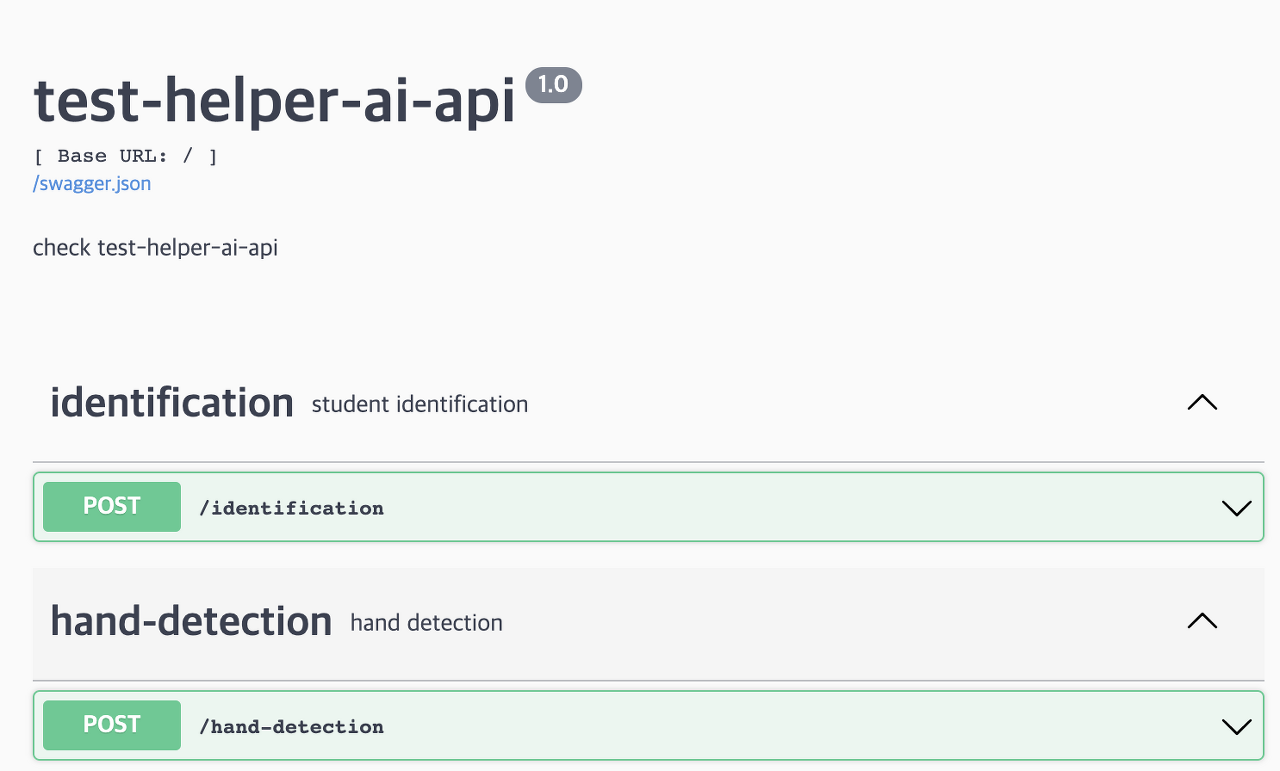 test-helper-ai-api 1.0
[ Base URL: / ]
/swagger.json
check test-helper-ai-api
identification student identification
POST /identification
hand-detection hand detection
POST /hand-detection